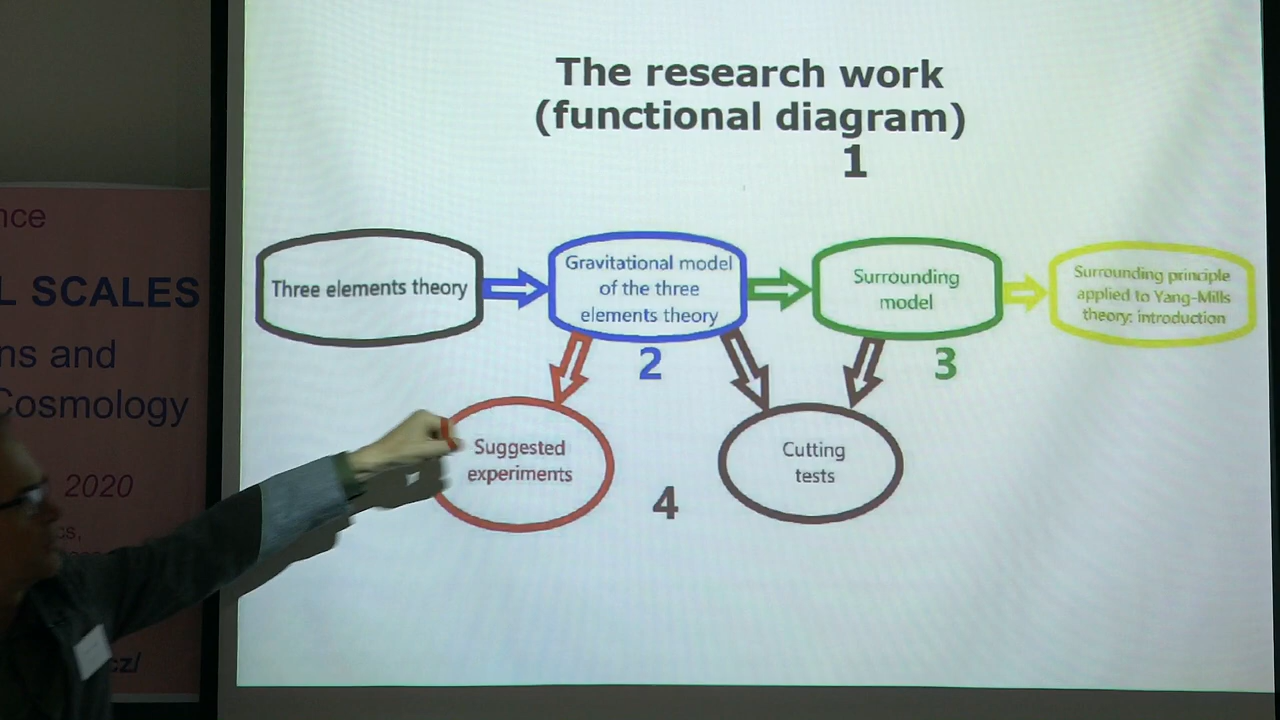 The research work
(functional diagram)
1
Three elements theory
Gravitational model
of the three
elements theory
Surrounding
model
Surrounding principle
applied to Yang-Mills
theory: introduction
2
3
Suggested
experiments
4
Cutting
tests
nce
L SCALES
ns and
Cosmology
2020
cs,
cz/